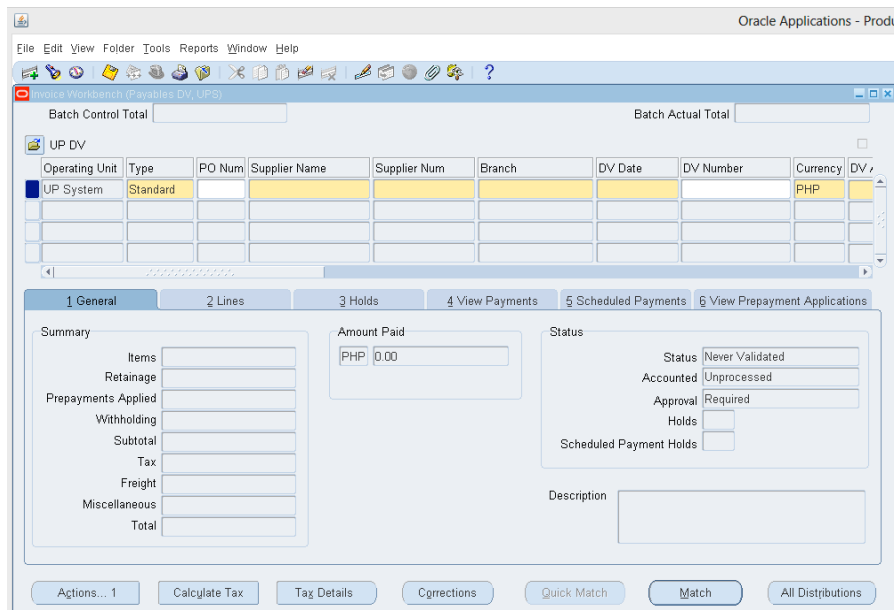 Oracle Applications - Produ
File Edit View Folder Tools Reports Window Help
Invoice Workbench (Payables DV, UPS)
Batch Control Total Batch Actual Total
UP DV
Operating Unit Type PO Num Supplier Name Supplier Num Branch DV Date DV Number Currency DV
UP System Standard PHP
1 General 2 Lines 3 Holds 4 View Payments 5 Scheduled Payments 6 View Prepayment Applications
Summary Amount Paid Status
Items PHP 0.00 Status Never Validated
Retainage Accounted Unprocessed
Prepayments Applied Approval Required
Withholding Holds
Subtotal Scheduled Payment Holds
Tax
Freight
Miscellaneous Description
Total
Actions... 1 Calculate Tax Tax Details Corrections Quick Match Match All Distributions